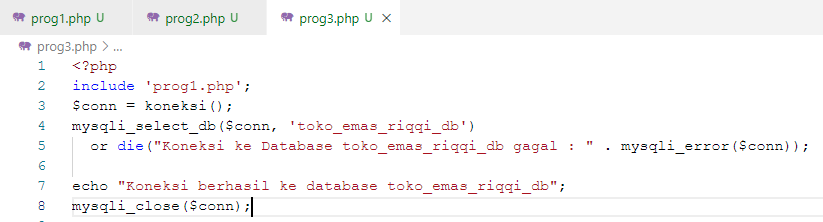 prog1.php U prog2.php U prog3.php U ×
prog3.php > ...
1 <?php
2 include 'prog1.php';
3 $conn = koneksi();
4 mysqli_select_db($conn, 'toko_emas_riqqi_db')
5 or die("Koneksi ke Database toko_emas_riqqi_db gagal : " . mysqli_error($conn));
6
7 echo "Koneksi berhasil ke database toko_emas_riqqi_db";
8 mysqli_close($conn);